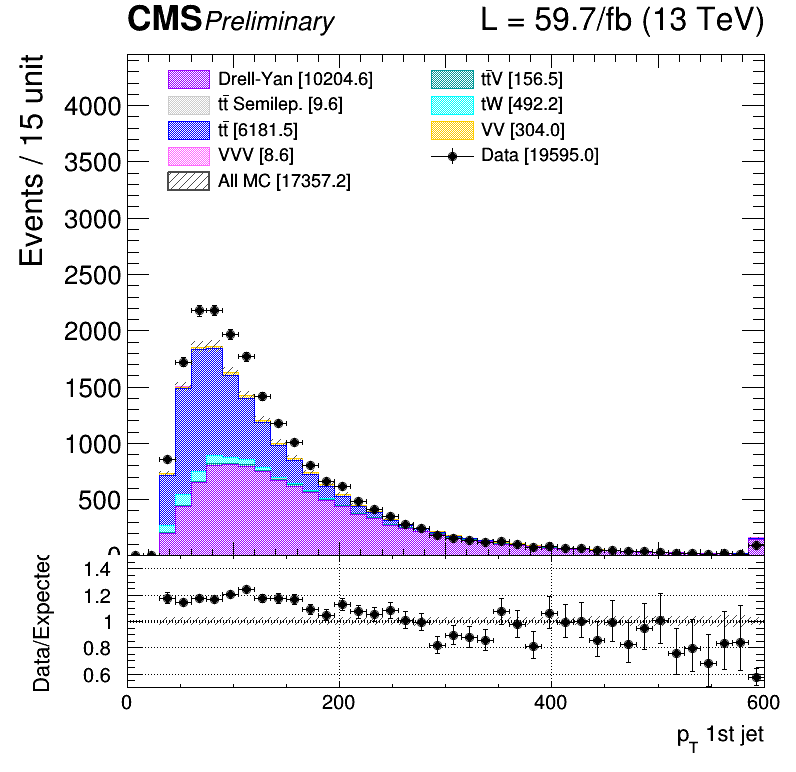 CMS Preliminary L = 59.7/fb (13 TeV)
Events / 15 unit
Drell-Yan [10204.6]
tt̄ Semilep. [9.6]
tt̄ [6181.5]
VVV [8.6]
All MC [17357.2]
tt̄V [156.5]
tW [492.2]
VV [304.0]
Data [19595.0]
4000
3500
3000
2500
2000
1500
1000
500
0
Data/Expected
1.4
1.2
1
0.8
0.6
0 200 400 600
p_T 1st jet